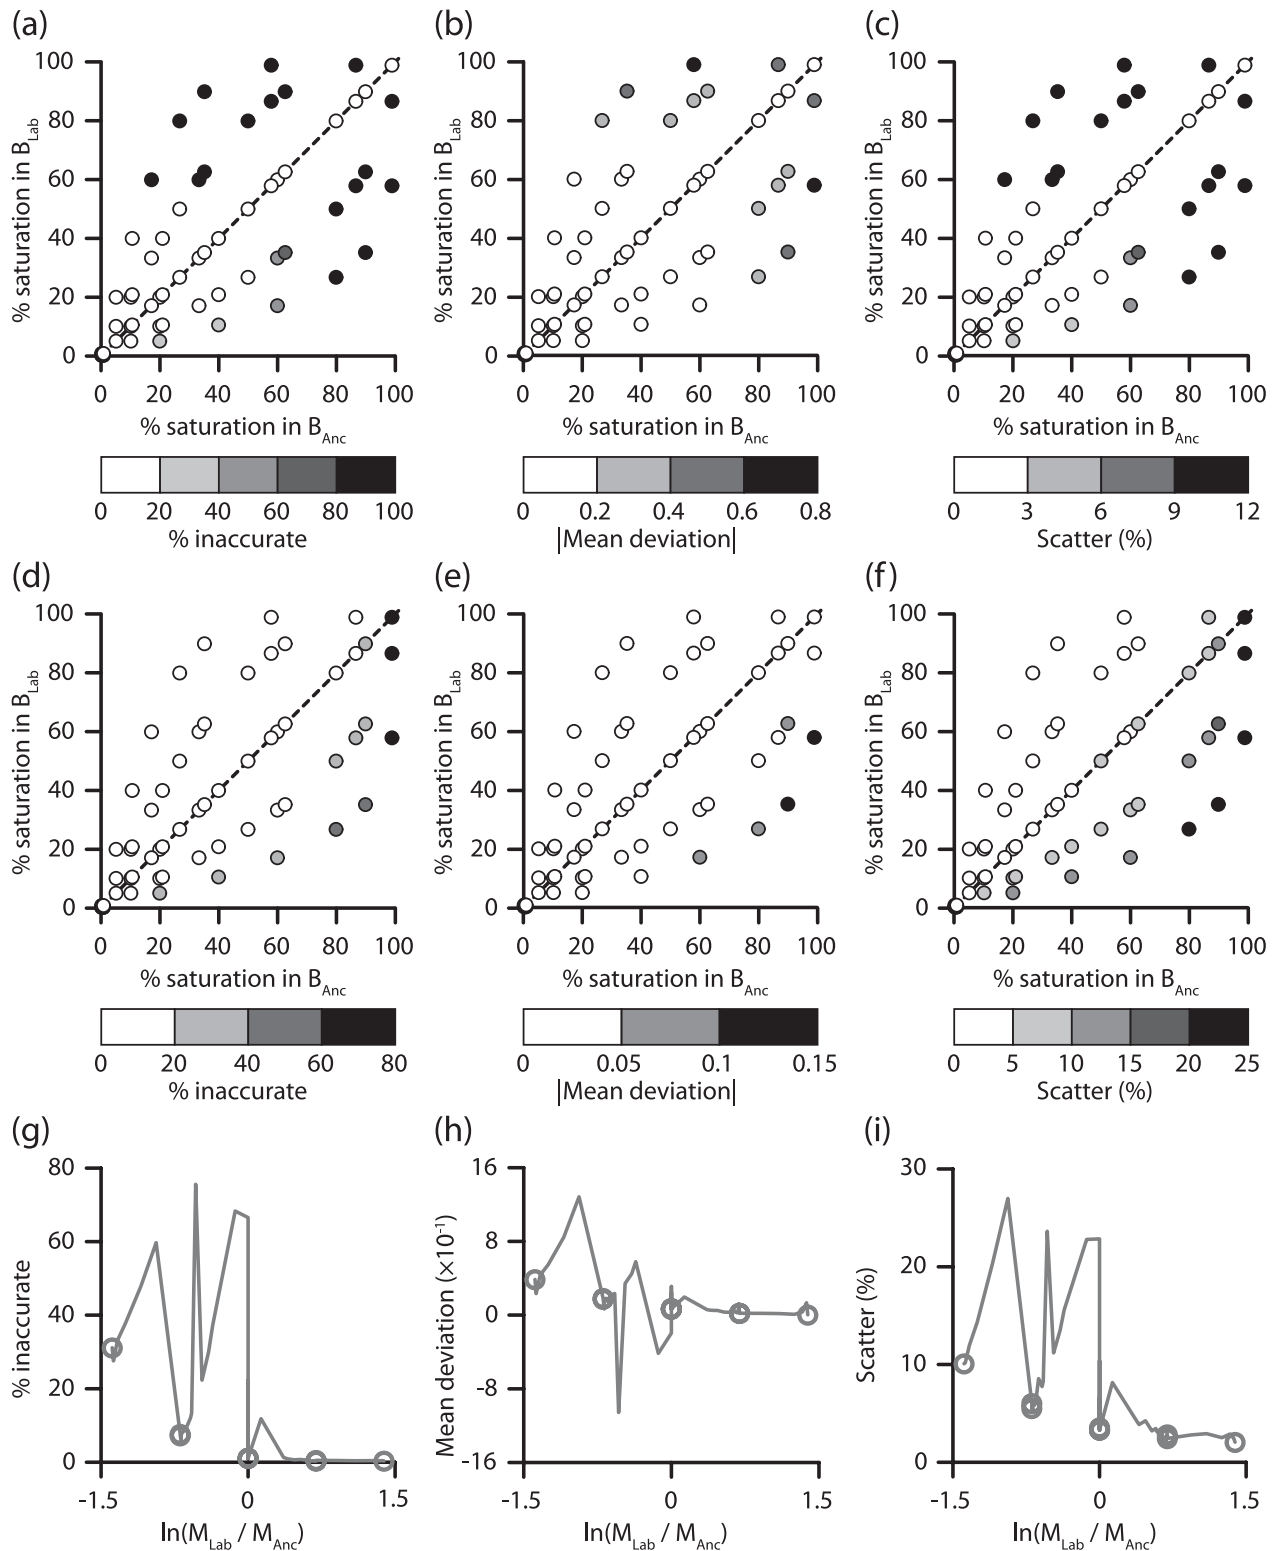 (a)
(b)
(c)
100
80
60
40
20
0
% saturation in B_Lab
0 20 40 60 80 100
% saturation in B_Anc
0 20 40 60 80 100
% inaccurate
100
80
60
40
20
0
% saturation in B_Lab
0 20 40 60 80 100
% saturation in B_Anc
0 0.2 0.4 0.6 0.8
|Mean deviation|
100
80
60
40
20
0
% saturation in B_Lab
0 20 40 60 80 100
% saturation in B_Anc
0 3 6 9 12
Scatter (%)
(d)
(e)
(f)
100
80
60
40
20
0
% saturation in B_Lab
0 20 40 60 80 100
% saturation in B_Anc
0 20 40 60 80
% inaccurate
100
80
60
40
20
0
% saturation in B_Lab
0 20 40 60 80 100
% saturation in B_Anc
0 0.05 0.1 0.15
|Mean deviation|
100
80
60
40
20
0
% saturation in B_Lab
0 20 40 60 80 100
% saturation in B_Anc
0 5 10 15 20 25
Scatter (%)
(g)
(h)
(i)
80
60
40
20
0
% inaccurate
-1.5 0 1.5
ln(M_Lab / M_Anc)
16
8
0
-8
-16
Mean deviation (×10⁻¹)
-1.5 0 1.5
ln(M_Lab / M_Anc)
30
20
10
0
Scatter (%)
-1.5 0 1.5
ln(M_Lab / M_Anc)